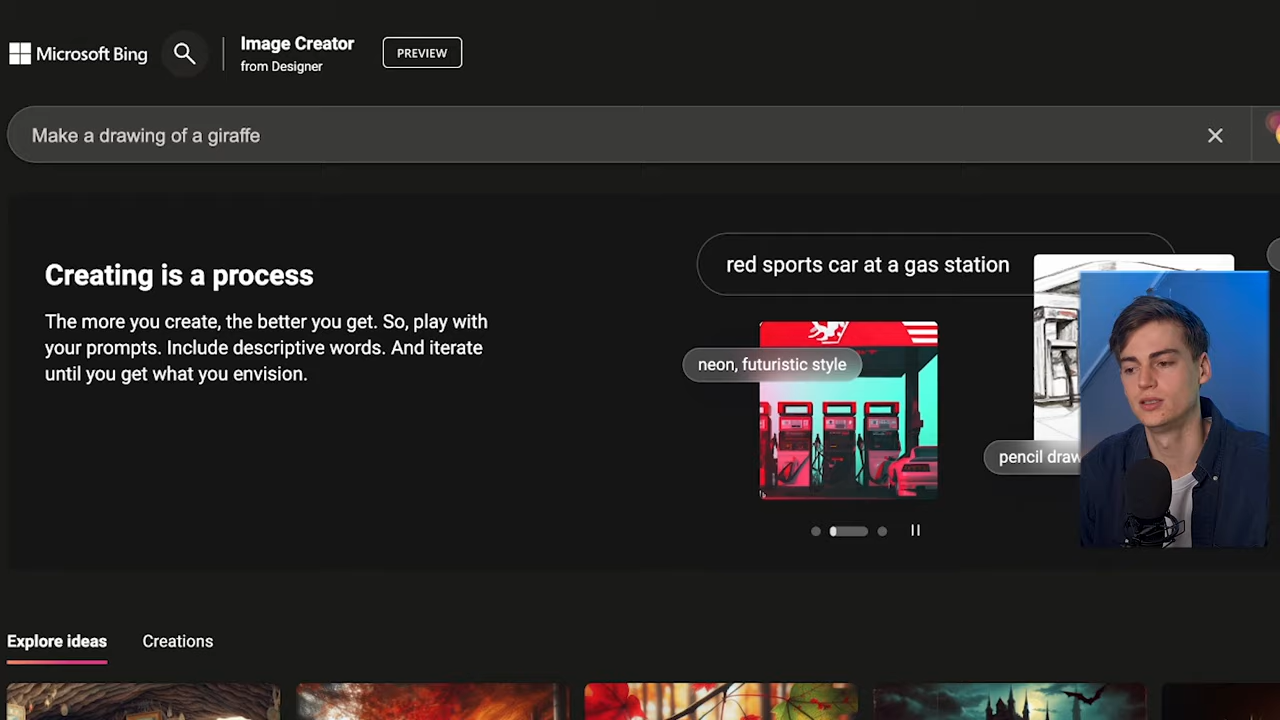 Microsoft Bing
Image Creator
from Designer
PREVIEW
Make a drawing of a giraffe
Creating is a process
The more you create, the better you get. So, play with
your prompts. Include descriptive words. And iterate
until you get what you envision.
red sports car at a gas station
neon, futuristic style
pencil draw
Explore ideas
Creations